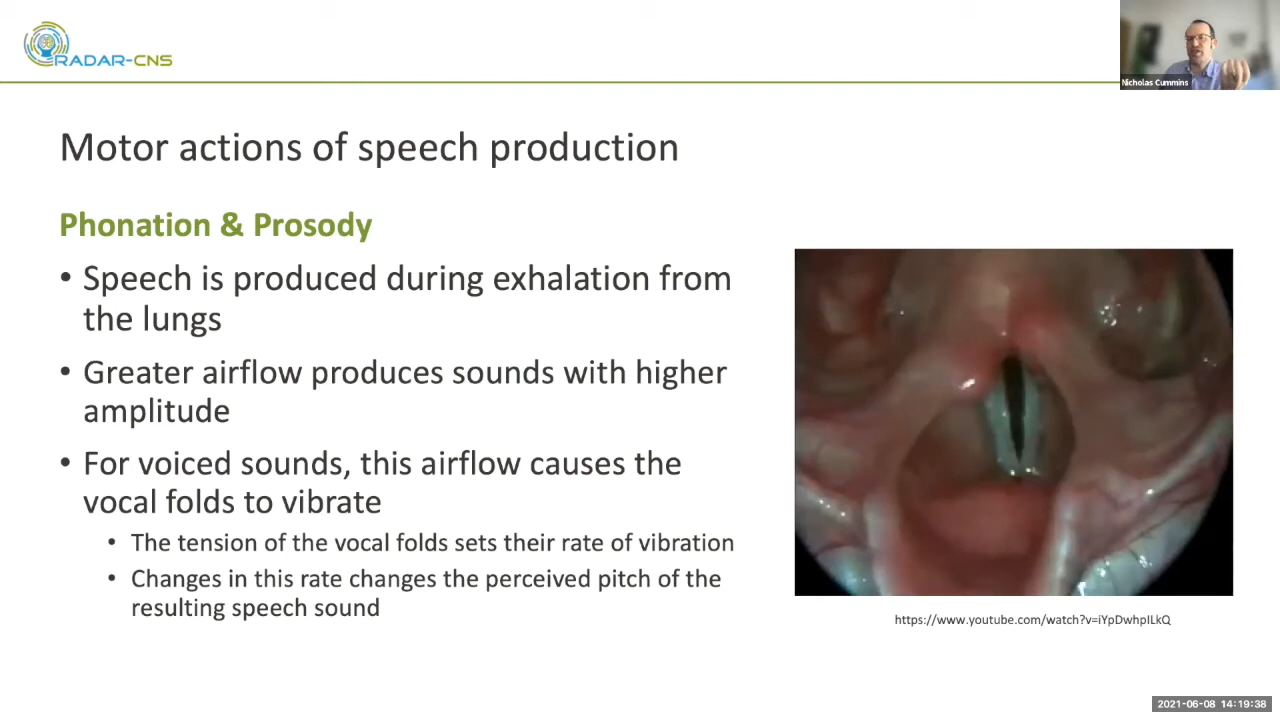 RADAR-CNS
Nicholas Cummins
Motor actions of speech production
Phonation & Prosody
• Speech is produced during exhalation from
the lungs
• Greater airflow produces sounds with higher
amplitude
• For voiced sounds, this airflow causes the
vocal folds to vibrate
• The tension of the vocal folds sets their rate of vibration
• Changes in this rate changes the perceived pitch of the
resulting speech sound
https://www.youtube.com/watch?v=iYpDwhpILkQ
2021-06-08 14:19:38